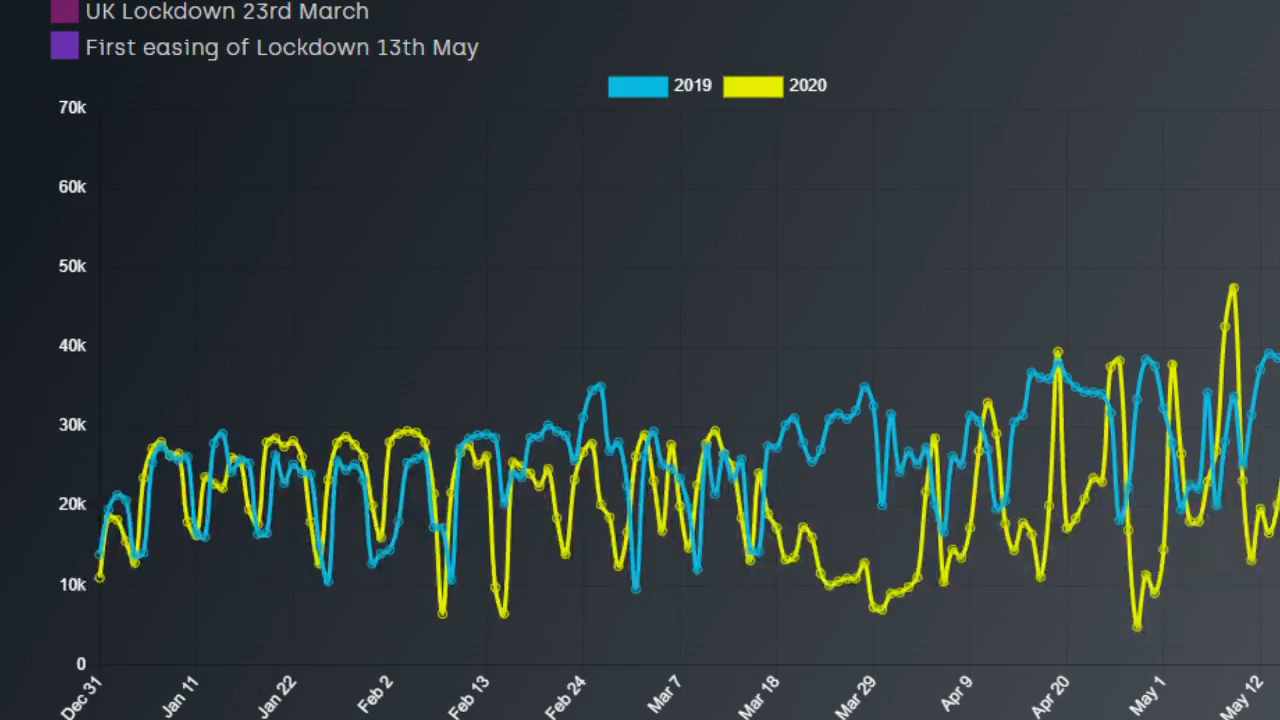 UK Lockdown 23rd March
First easing of Lockdown 13th May
2019 2020
70k
60k
50k
40k
30k
20k
10k
0
Dec 31 Jan 11 Jan 22 Feb 2 Feb 13 Feb 24 Mar 7 Mar 18 Mar 29 Apr 9 Apr 20 May 1 May 12